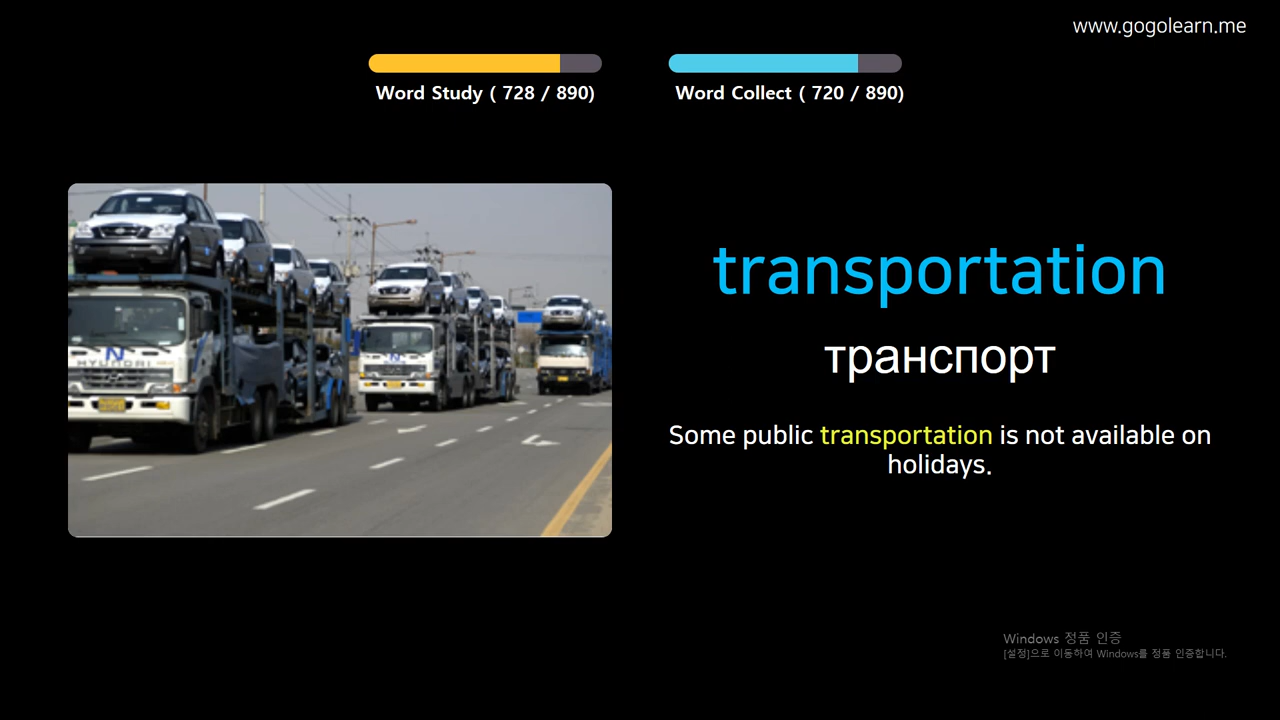 www.gogolearn.me
Word Study ( 728 / 890)
Word Collect ( 720 / 890)
transportation
транспорт
Some public transportation is not available on
holidays.
N
HYUNDAI
Windows 정품 인증
[설정]으로 이동하여 Windows를 정품 인증합니다.